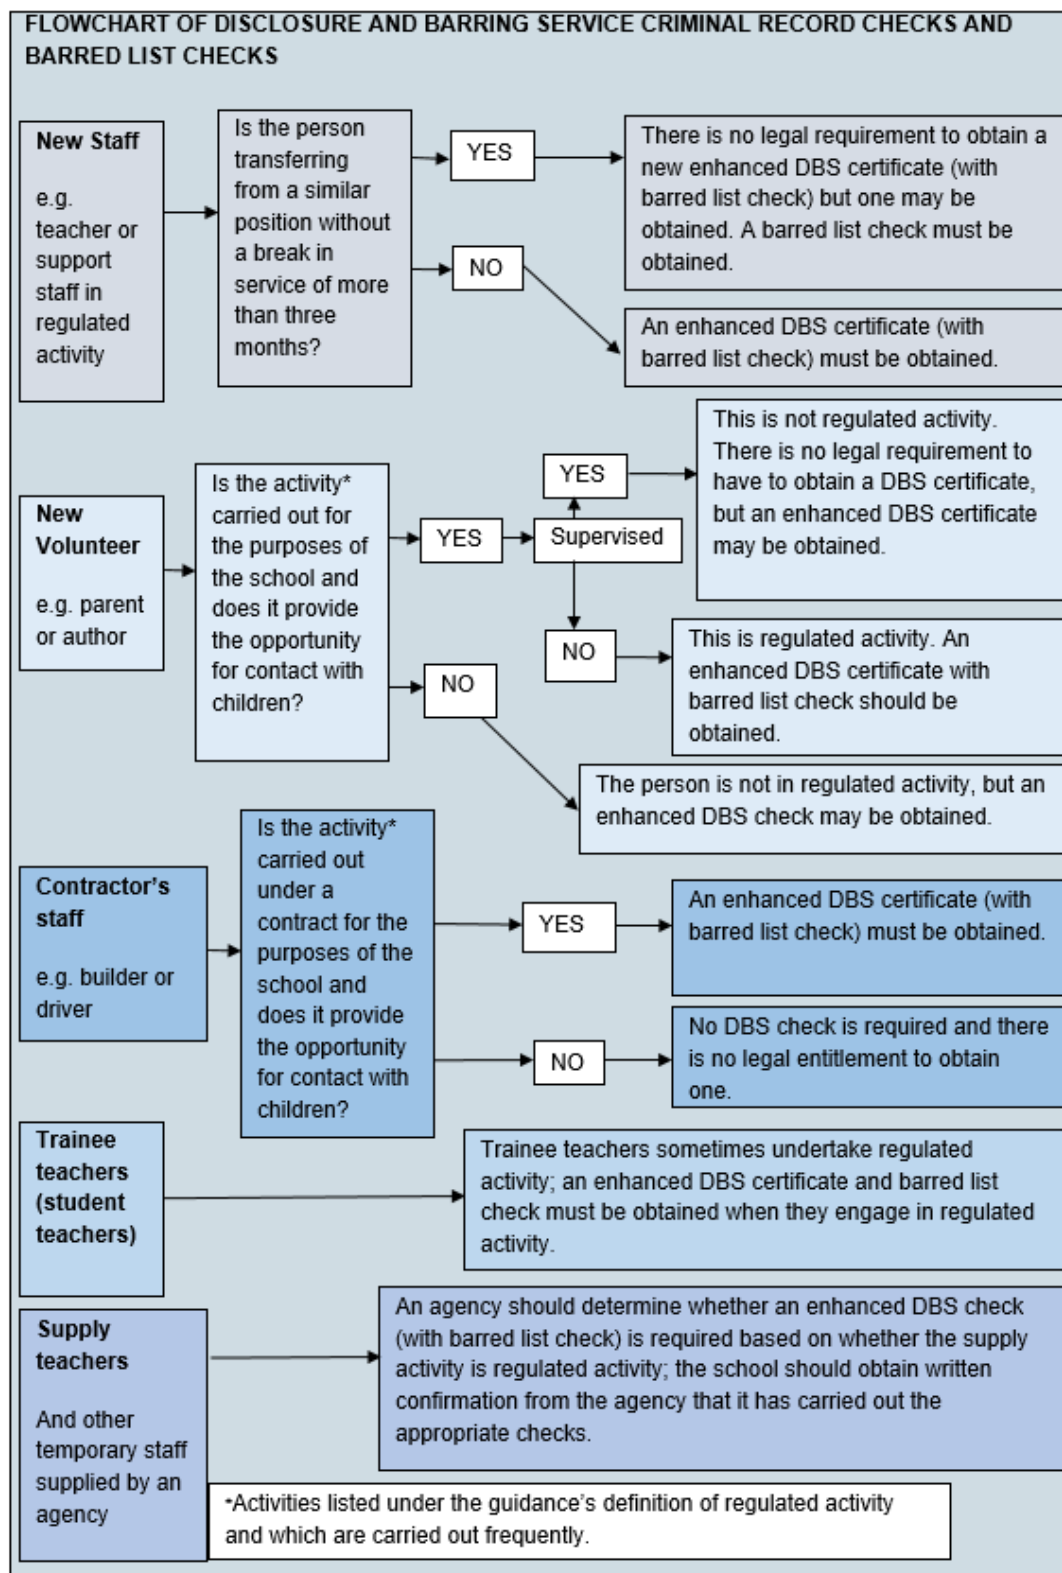 FLOWCHART OF DISCLOSURE AND BARRING SERVICE CRIMINAL RECORD CHECKS AND
BARRED LIST CHECKS
New Staff
e.g.
teacher or
support
staff in
regulated
activity
Is the person
transferring
from a similar
position without
a break in
service of more
than three
months?
YES
There is no legal requirement to obtain a
new enhanced DBS certificate (with
barred list check) but one may be
obtained. A barred list check must be
obtained.
NO
An enhanced DBS certificate (with
barred list check) must be obtained.
New
Volunteer
e.g. parent
or author
Is the activity*
carried out for
the purposes of
the school and
does it provide
the opportunity
for contact with
children?
YES
Supervised
YES
This is not regulated activity.
There is no legal requirement to
have to obtain a DBS certificate,
but an enhanced DBS certificate
may be obtained.
NO
This is regulated activity. An
enhanced DBS certificate with
barred list check should be
obtained.
NO
The person is not in regulated activity, but an
enhanced DBS check may be obtained.
Contractor's
staff
e.g. builder or
driver
Is the activity*
carried out
under a
contract for the
purposes of the
school and
does it provide
the opportunity
for contact with
children?
YES
An enhanced DBS certificate (with
barred list check) must be obtained.
NO
No DBS check is required and there
is no legal entitlement to obtain
one.
Trainee
teachers
(student
teachers)
Trainee teachers sometimes undertake regulated
activity; an enhanced DBS certificate and barred list
check must be obtained when they engage in regulated
activity.
Supply
teachers
And other
temporary staff
supplied by an
agency
An agency should determine whether an enhanced DBS check
(with barred list check) is required based on whether the supply
activity is regulated activity; the school should obtain written
confirmation from the agency that it has carried out the
appropriate checks.
*Activities listed under the guidance's definition of regulated activity
and which are carried out frequently.